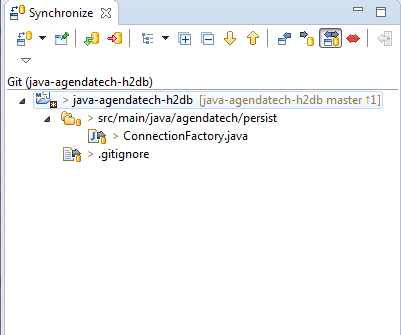 Synchronize
Git (java-agendatech-h2db)
> java-agendatech-h2db [java-agendatech-h2db master ↑1]
> src/main/java/agendatech/persist
> ConnectionFactory.java
> .gitignore